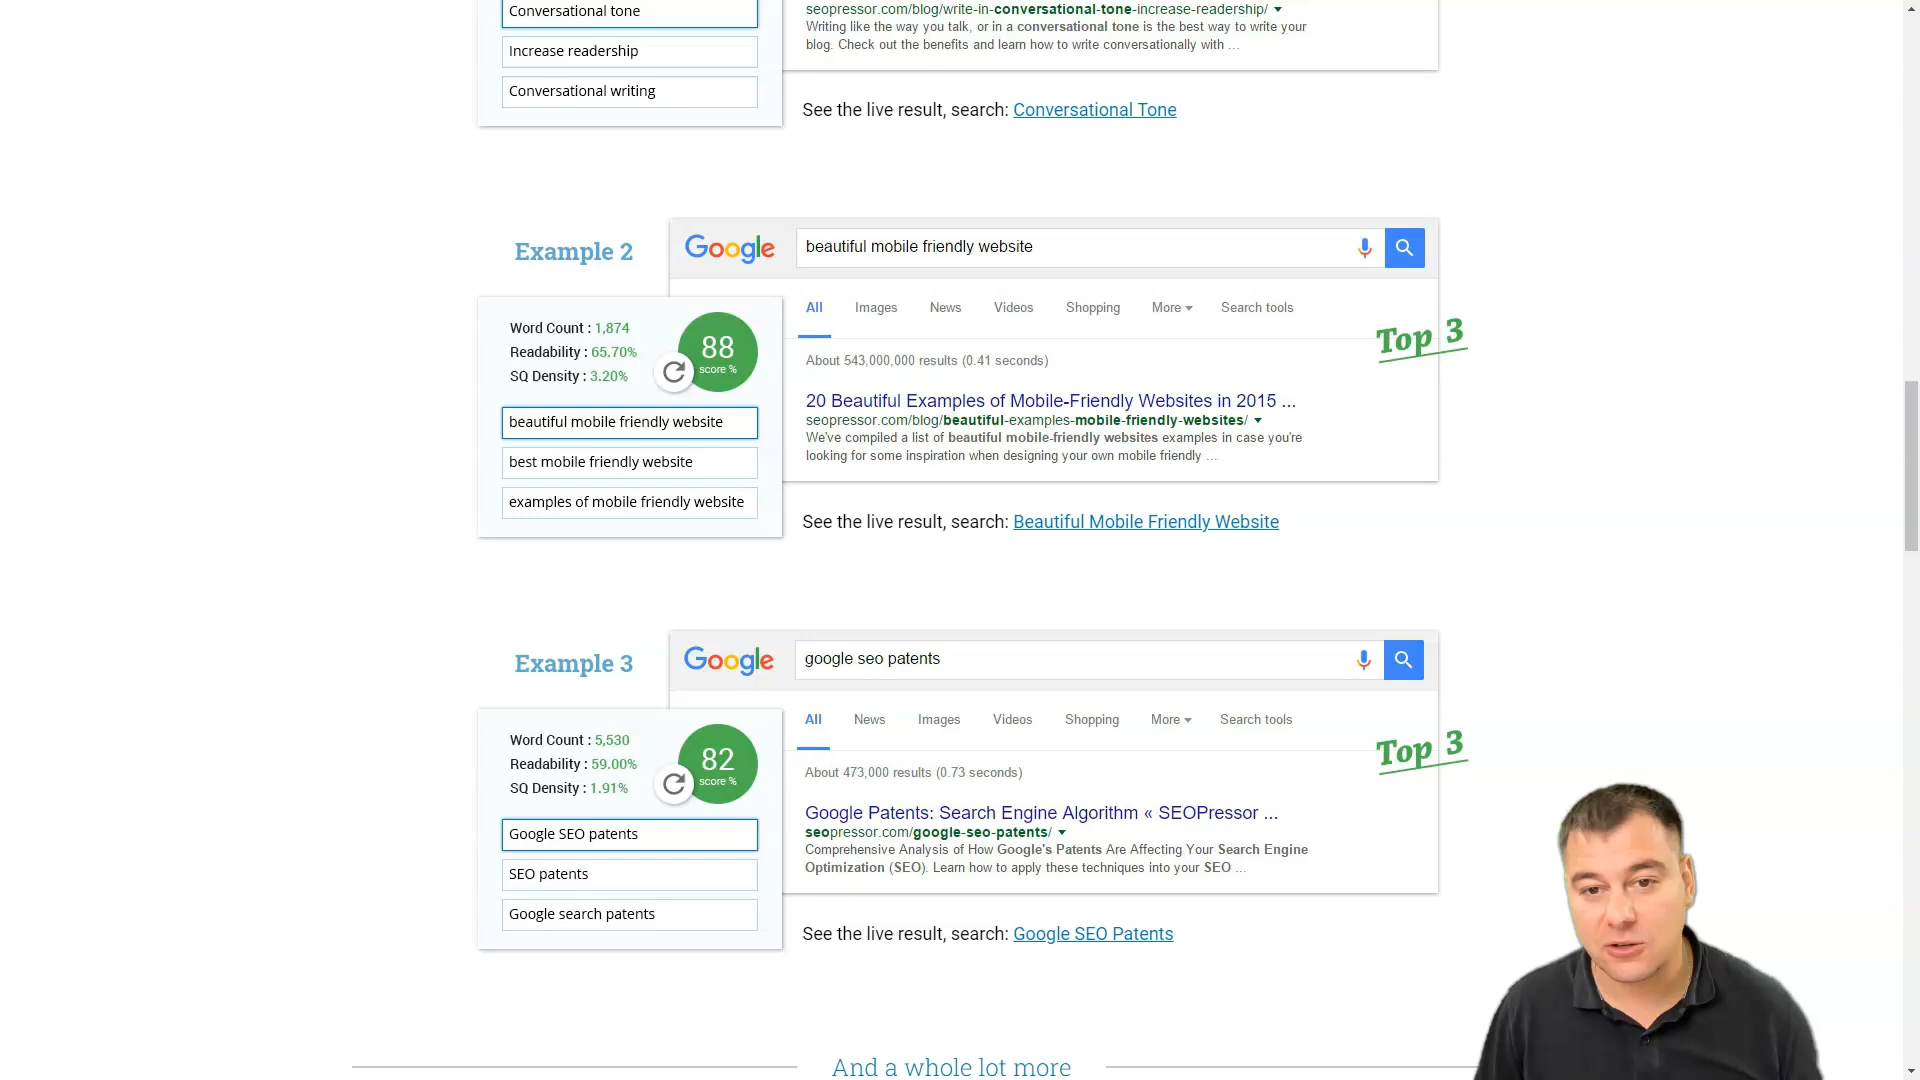 Conversational tone
Increase readership
Conversational writing
seopressor.com/blog/write-in-conversational-tone-increase-readership/
Writing like the way you talk, or in a conversational tone is the best way to write your
blog. Check out the benefits and learn how to write conversationally with ...
See the live result, search: Conversational Tone
Example 2
Google
beautiful mobile friendly website
All Images News Videos Shopping More Search tools
Top 3
Word Count : 1,874
Readability : 65.70%
SQ Density : 3.20%
88
score %
beautiful mobile friendly website
best mobile friendly website
examples of mobile friendly website
About 543,000,000 results (0.41 seconds)
20 Beautiful Examples of Mobile-Friendly Websites in 2015 ...
seopressor.com/blog/beautiful-examples-mobile-friendly-websites/
We've compiled a list of beautiful mobile-friendly websites examples in case you're
looking for some inspiration when designing your own mobile friendly ...
See the live result, search: Beautiful Mobile Friendly Website
Example 3
Google
google seo patents
All News Images Videos Shopping More Search tools
Top 3
Word Count : 5,530
Readability : 59.00%
SQ Density : 1.91%
82
score %
Google SEO patents
SEO patents
Google search patents
About 473,000 results (0.73 seconds)
Google Patents: Search Engine Algorithm « SEOPressor ...
seopressor.com/google-seo-patents/
Comprehensive Analysis of How Google's Patents Are Affecting Your Search Engine
Optimization (SEO). Learn how to apply these techniques into your SEO ...
See the live result, search: Google SEO Patents
And a whole lot more